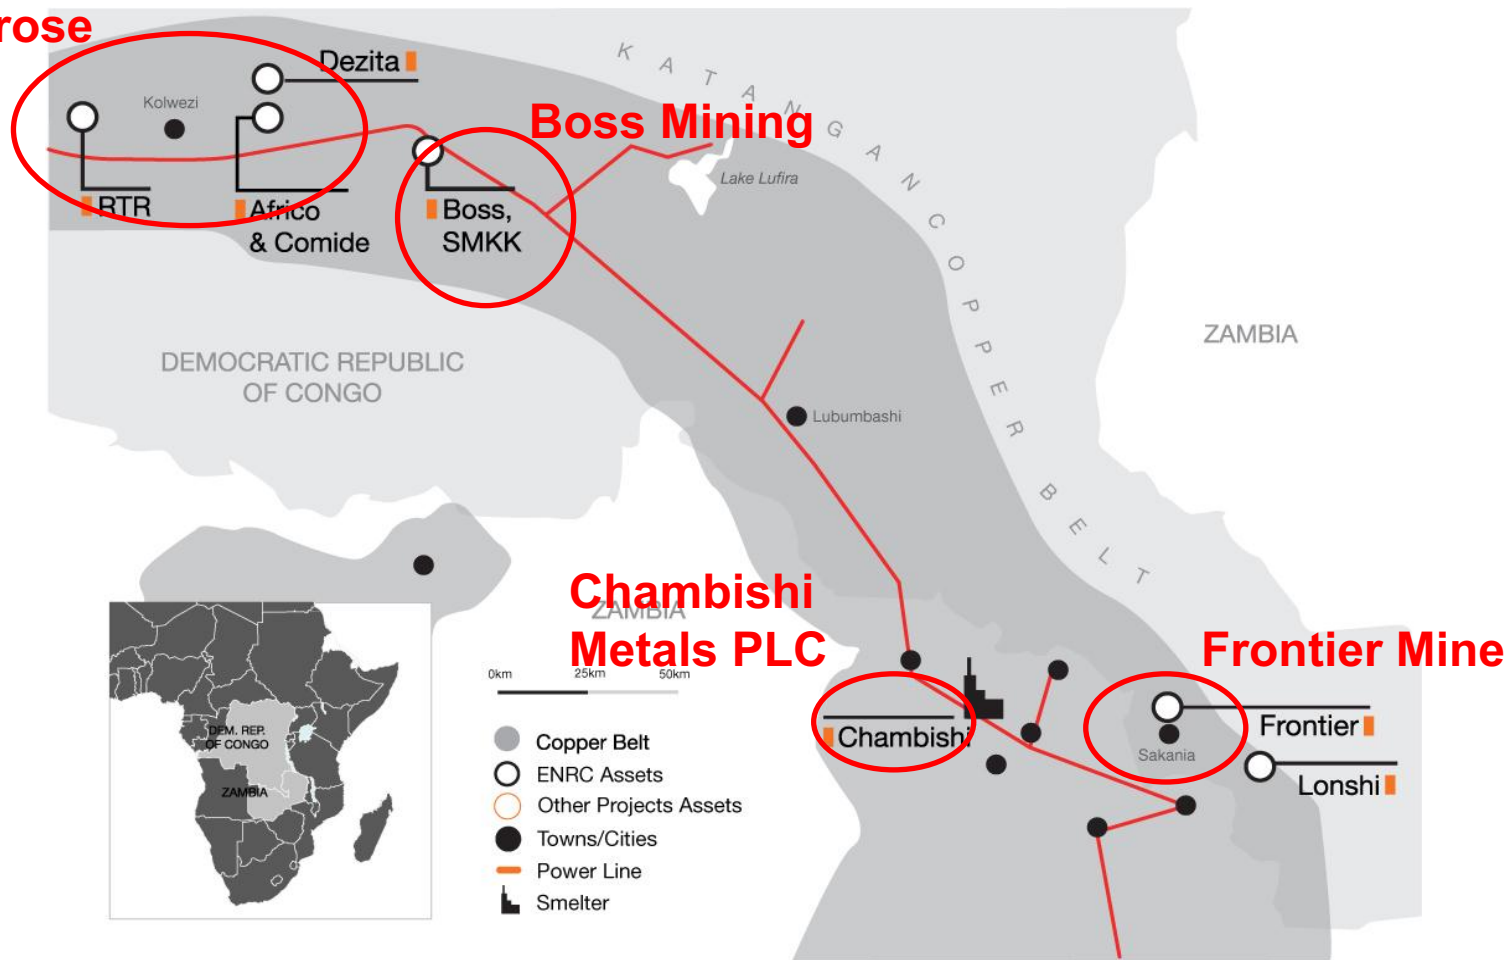 rose
Dezita
Kolwezi
RTR
Africo
& Comide
Boss Mining
Boss,
SMKK
Lake Lufira
KATANGAN COPPER BELT
DEMOCRATIC REPUBLIC
OF CONGO
ZAMBIA
Lubumbashi
Chambishi
Metals PLC
ZAMBIA
Frontier Mine
Chambishi
Frontier
Sakania
Lonshi
0km 25km 50km
Copper Belt
ENRC Assets
Other Projects Assets
Towns/Cities
Power Line
Smelter
DEM. REP.
OF CONGO
ZAMBIA